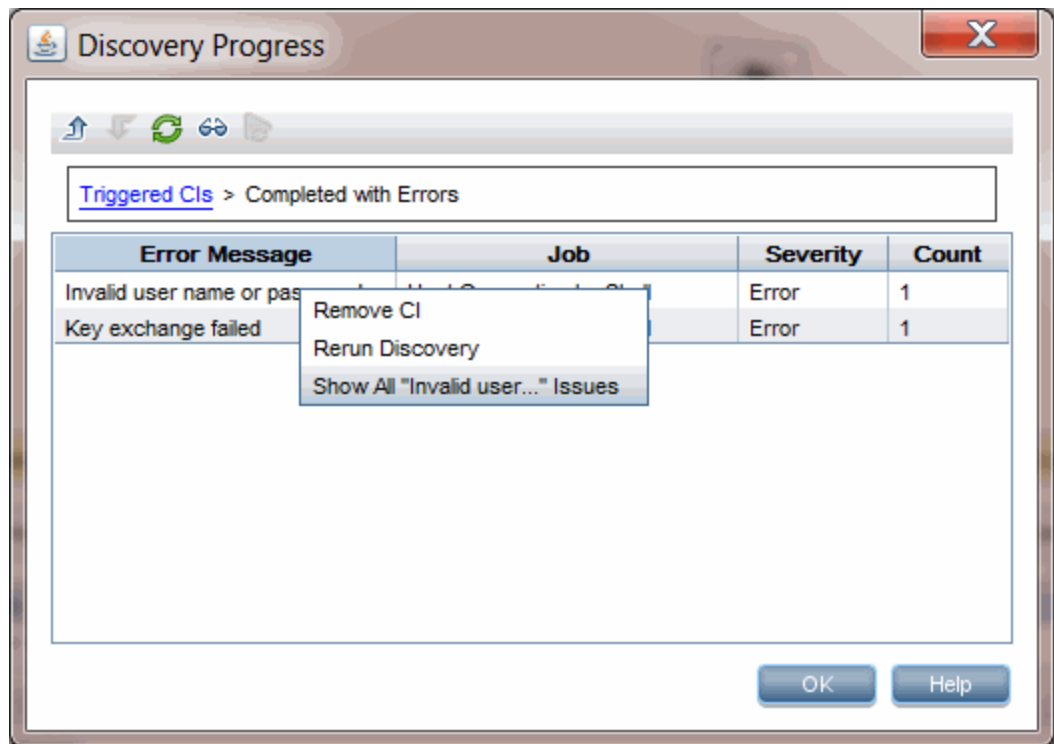 Discovery Progress
X
Triggered CIs > Completed with Errors
Error Message Job Severity Count
Invalid user name or Error 1
Key exchange failed Error 1
Remove CI
Rerun Discovery
Show All "Invalid user..." Issues
OK Help